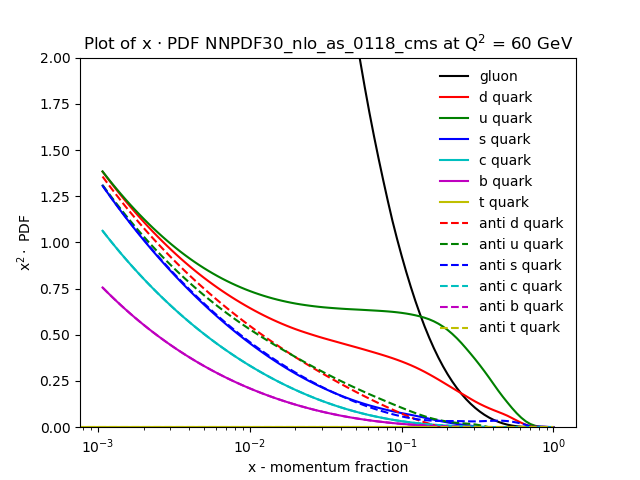 Plot of x · PDF NNPDF30_nlo_as_0118_cms at Q² = 60 GeV
2.00
1.75
1.50
1.25
1.00
0.75
0.50
0.25
0.00
x²· PDF
gluon
d quark
u quark
s quark
c quark
b quark
t quark
anti d quark
anti u quark
anti s quark
anti c quark
anti b quark
anti t quark
10⁻³ 10⁻² 10⁻¹ 10⁰
x - momentum fraction